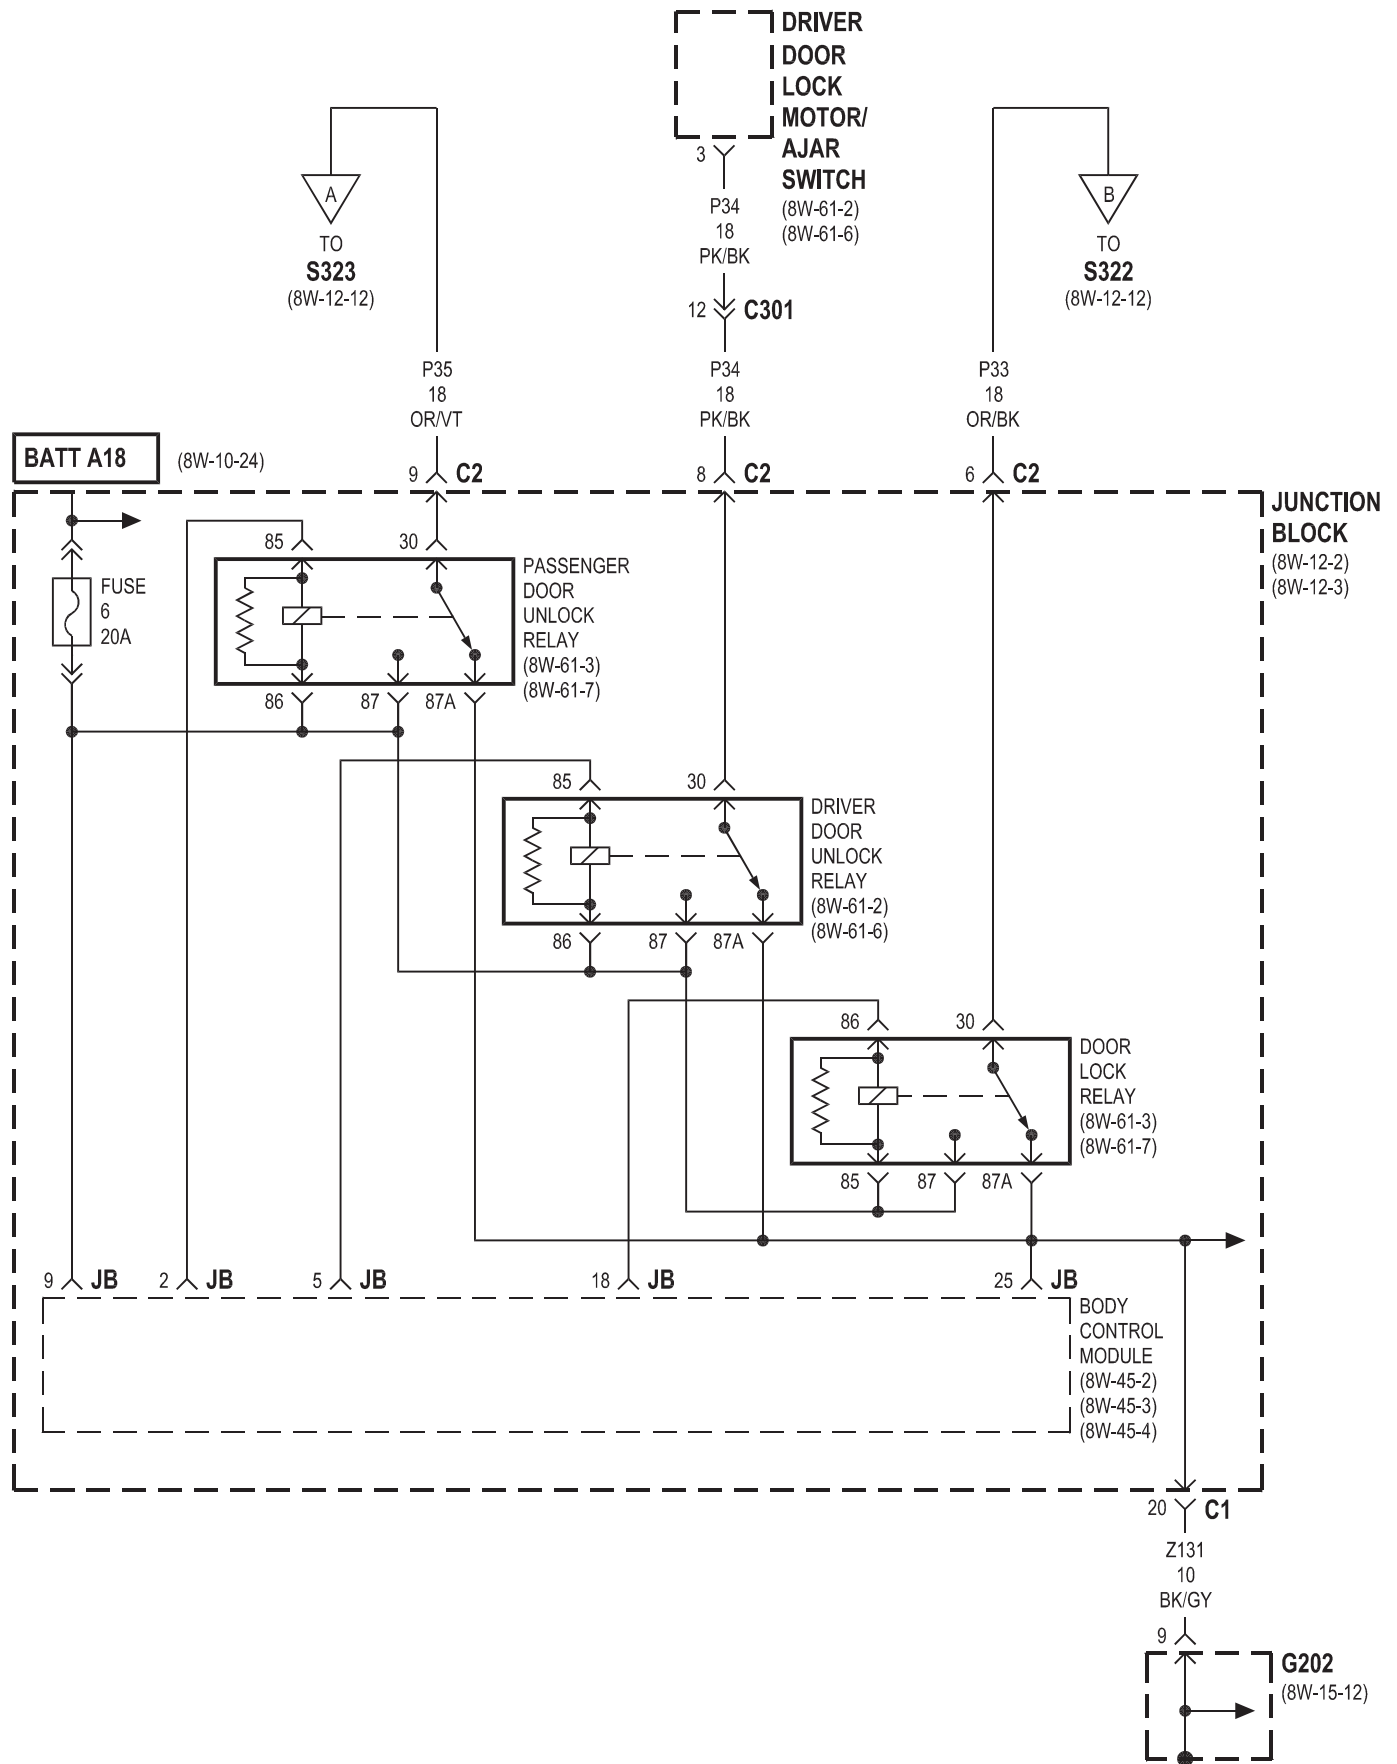 DRIVER
DOOR
LOCK
MOTOR/
AJAR
SWITCH
(8W-61-2)
(8W-61-6)
3
P34
18
PK/BK
12 C301
P34
18
PK/BK
8 C2
A
TO
S323
(8W-12-12)
P35
18
OR/VT
9 C2
B
TO
S322
(8W-12-12)
P33
18
OR/BK
6 C2
BATT A18 (8W-10-24)
JUNCTION
BLOCK
(8W-12-2)
(8W-12-3)
FUSE
6
20A
85 30
PASSENGER
DOOR
UNLOCK
RELAY
(8W-61-3)
(8W-61-7)
86 87 87A
85 30
DRIVER
DOOR
UNLOCK
RELAY
(8W-61-2)
(8W-61-6)
86 87 87A
86 30
DOOR
LOCK
RELAY
(8W-61-3)
(8W-61-7)
85 87 87A
9 JB 2 JB 5 JB 18 JB 25 JB
BODY
CONTROL
MODULE
(8W-45-2)
(8W-45-3)
(8W-45-4)
20 C1
Z131
10
BK/GY
9
G202
(8W-15-12)